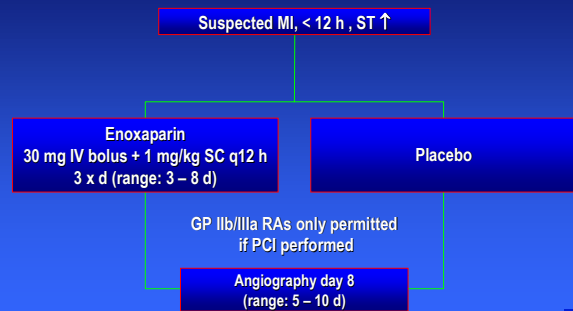 Suspected MI, < 12 h , ST ↑
Enoxaparin
30 mg IV bolus + 1 mg/kg SC q12 h
3 x d (range: 3 – 8 d)
Placebo
GP IIb/IIIa RAs only permitted
if PCI performed
Angiography day 8
(range: 5 – 10 d)